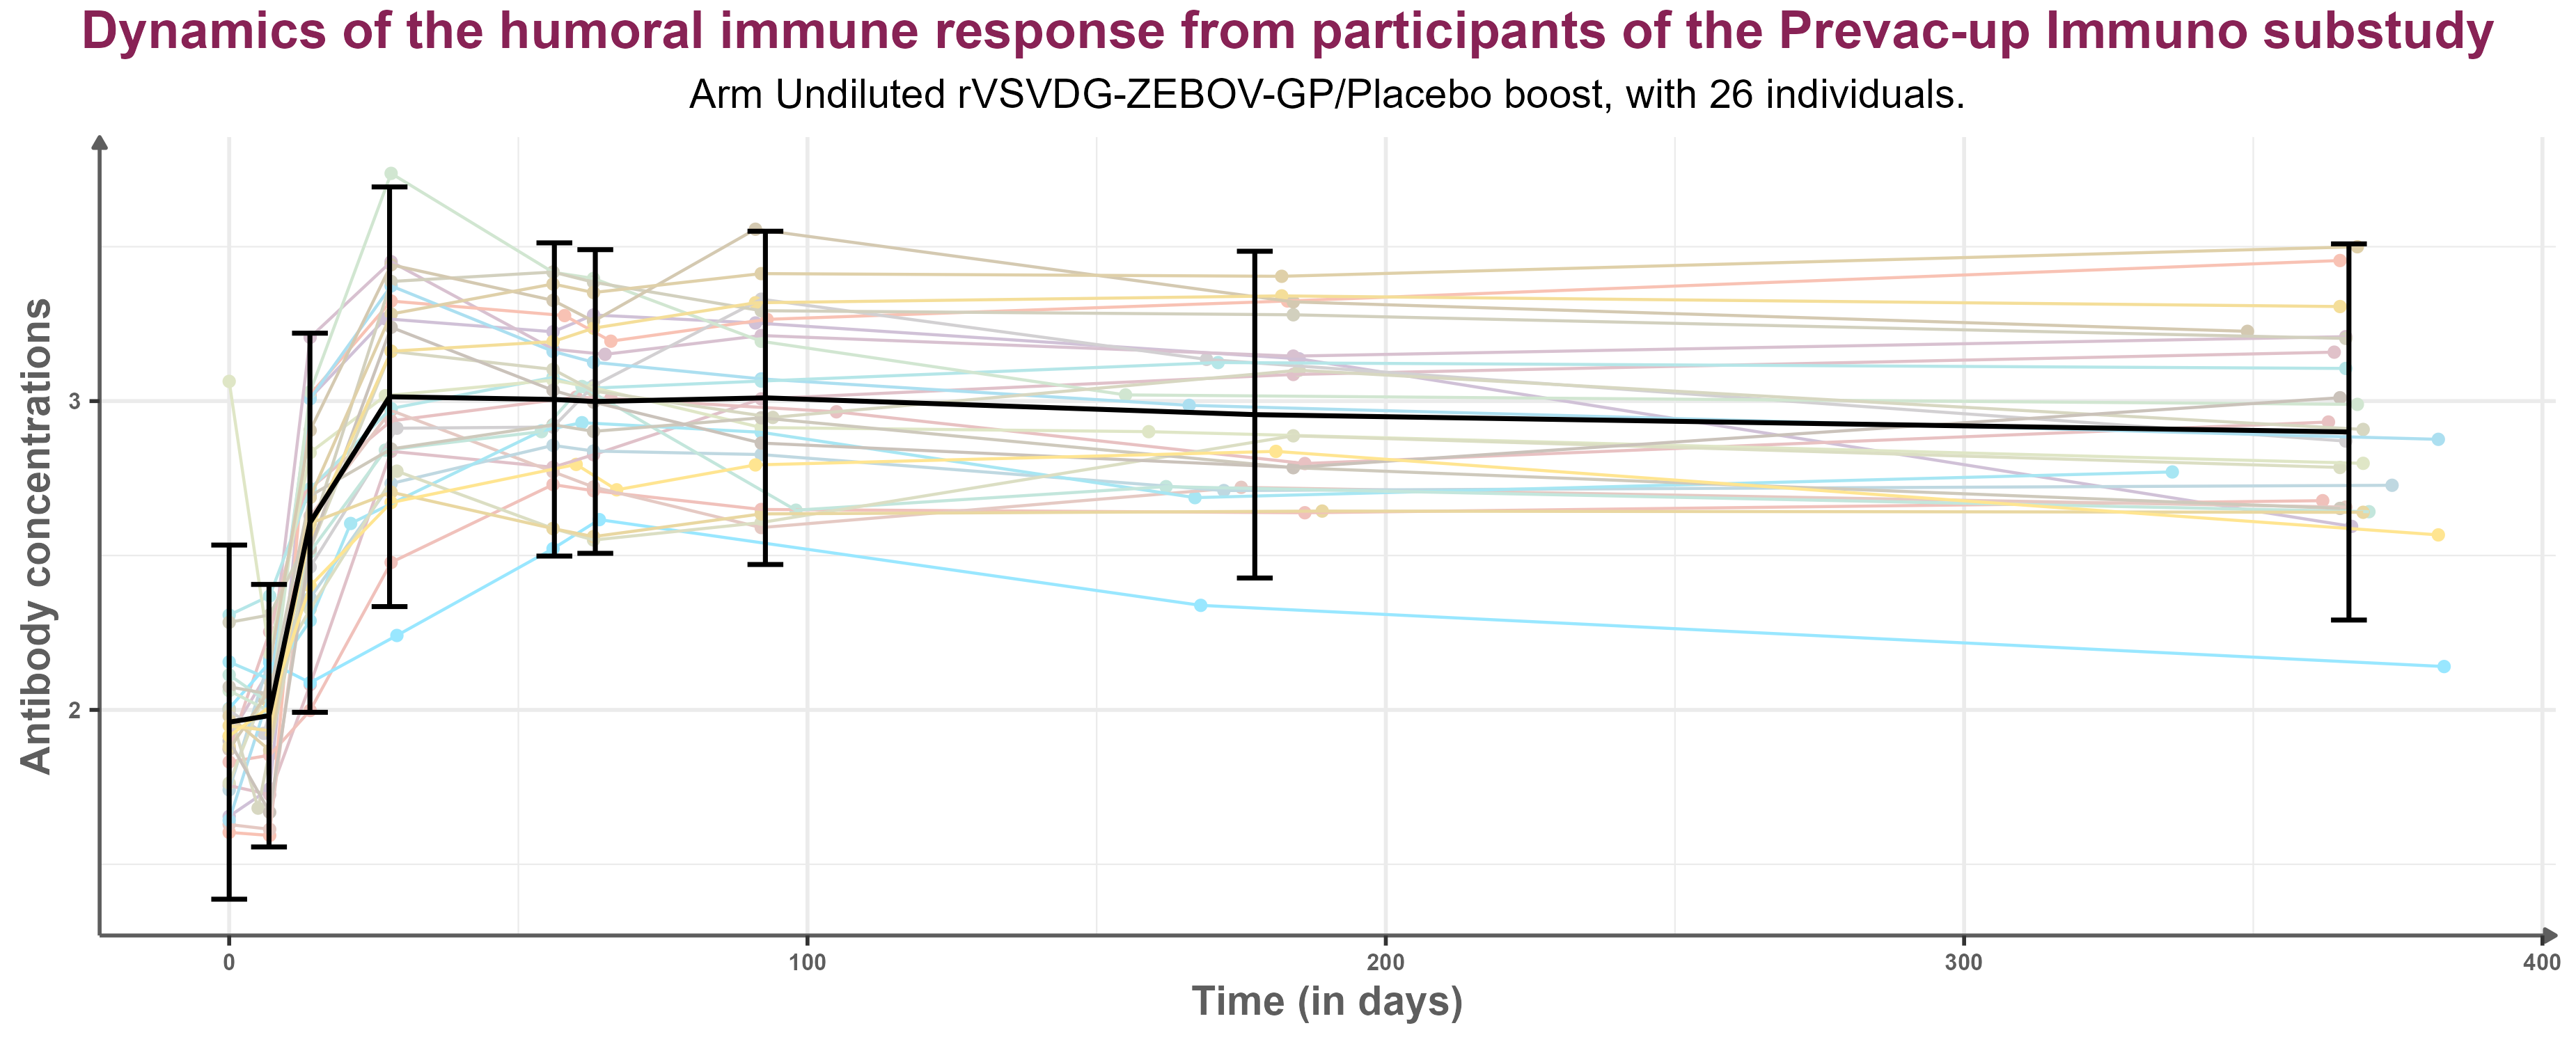 Dynamics of the humoral immune response from participants of the Prevac-up Immuno substudy
Arm Undiluted rVSVDG-ZEBOV-GP/Placebo boost, with 26 individuals.
Antibody concentrations
3
2
0 100 200 300 400
Time (in days)